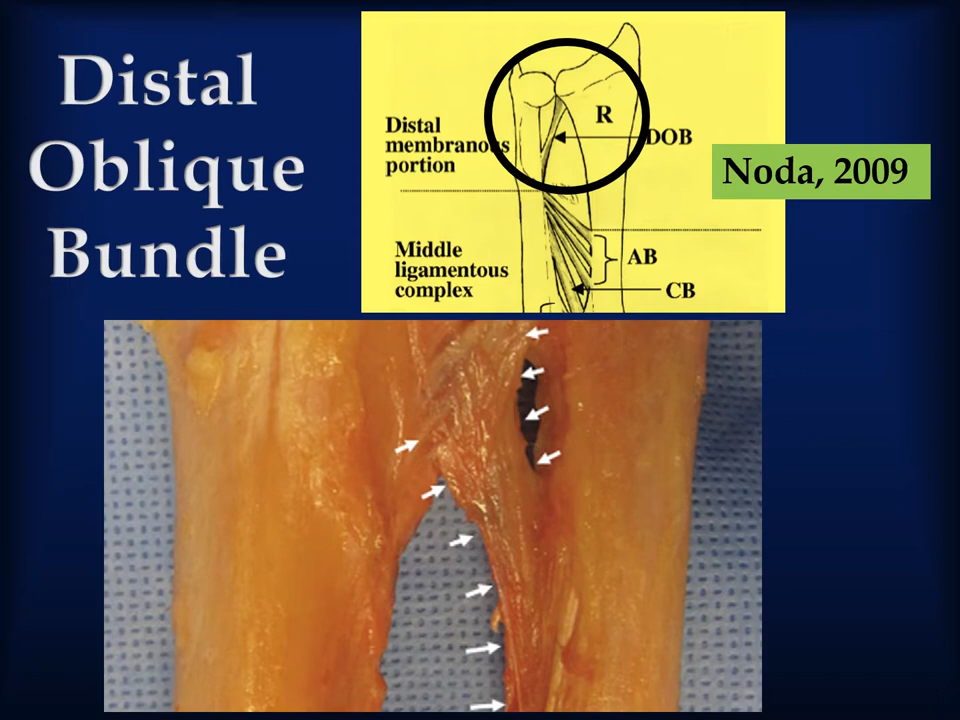 Distal
Oblique
Bundle
Distal
membranous
portion
R
DOB
Noda, 2009
Middle
ligamentous
complex
AB
CB